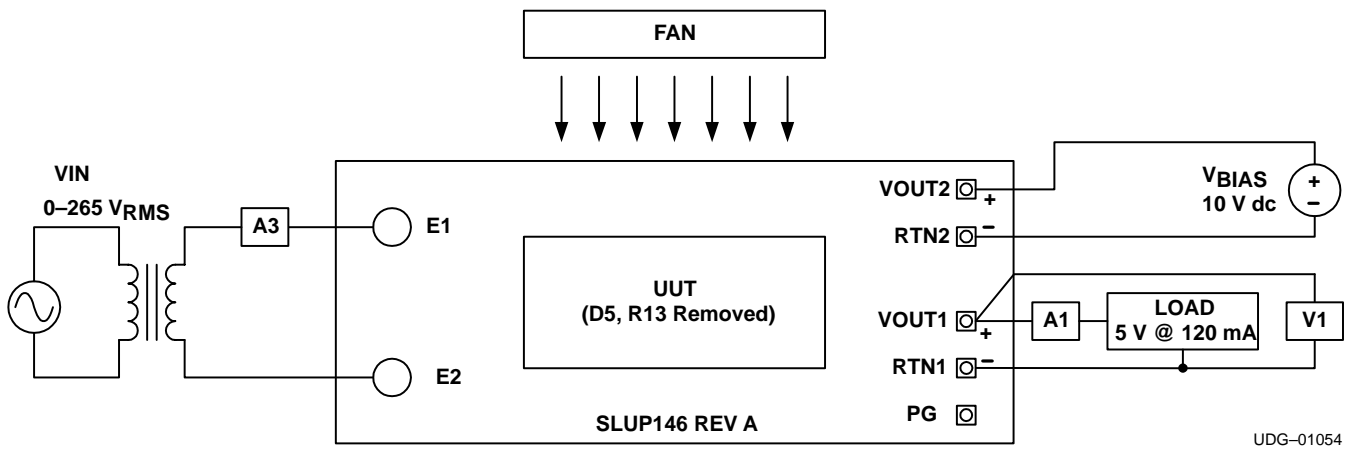 FAN
VIN
0–265 VRMS
A3
E1
E2
UUT
(D5, R13 Removed)
SLUP146 REV A
VOUT2
+
RTN2
–
VOUT1
+
RTN1
–
PG
A1
LOAD
5 V @ 120 mA
V1
VBIAS
10 V dc
+
–
UDG–01054